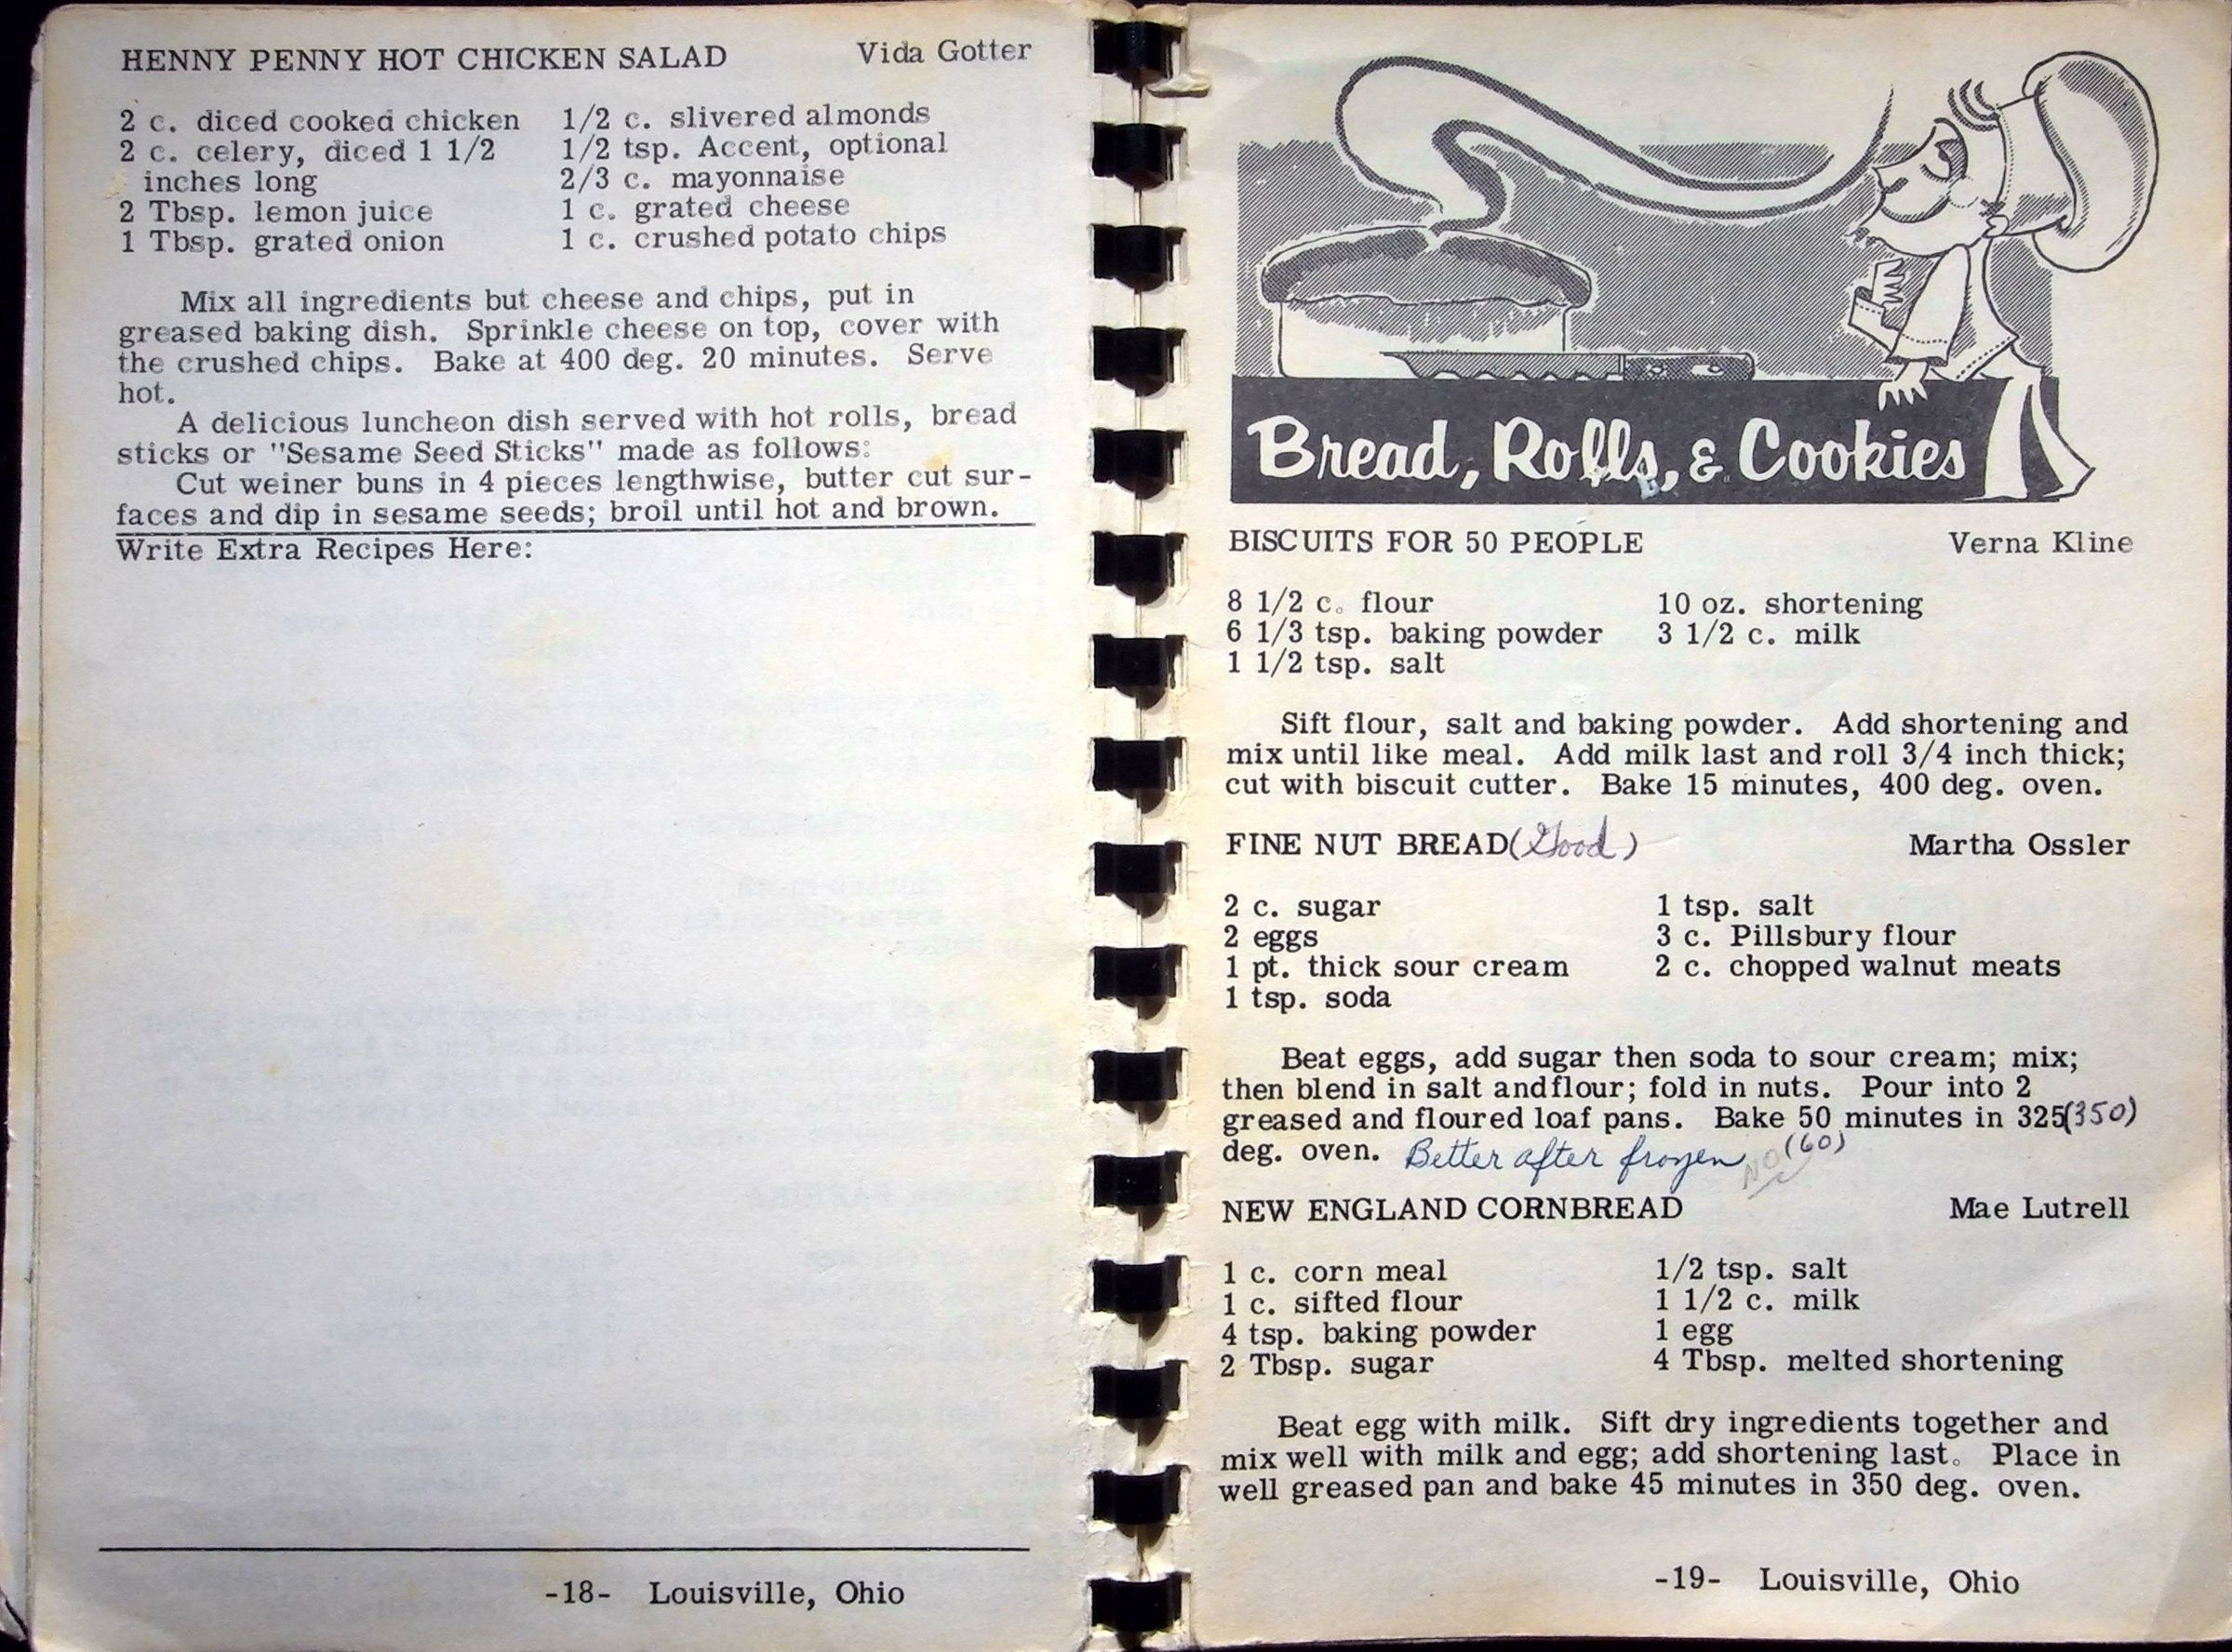 HENNY PENNY HOT CHICKEN SALAD Vida Gotter
2 c. diced cooked chicken 1/2 c. slivered almonds
2 c. celery, diced 1 1/2 1/2 tsp. Accent, optional
inches long 2/3 c. mayonnaise
2 Tbsp. lemon juice 1 c. grated cheese
1 Tbsp. grated onion 1 c. crushed potato chips
Mix all ingredients but cheese and chips, put in
greased baking dish. Sprinkle cheese on top, cover with
the crushed chips. Bake at 400 deg. 20 minutes. Serve
hot.
A delicious luncheon dish served with hot rolls, bread
sticks or "Sesame Seed Sticks" made as follows:
Cut weiner buns in 4 pieces lengthwise, butter cut sur-
faces and dip in sesame seeds; broil until hot and brown.
Write Extra Recipes Here:
-18- Louisville, Ohio
Bread, Rolls, & Cookies
BISCUITS FOR 50 PEOPLE Verna Kline
8 1/2 c. flour 10 oz. shortening
6 1/3 tsp. baking powder 3 1/2 c. milk
1 1/2 tsp. salt
Sift flour, salt and baking powder. Add shortening and
mix until like meal. Add milk last and roll 3/4 inch thick;
cut with biscuit cutter. Bake 15 minutes, 400 deg. oven.
FINE NUT BREAD (Good) Martha Ossler
2 c. sugar 1 tsp. salt
2 eggs 3 c. Pillsbury flour
1 pt. thick sour cream 2 c. chopped walnut meats
1 tsp. soda
Beat eggs, add sugar then soda to sour cream; mix;
then blend in salt andflour; fold in nuts. Pour into 2
greased and floured loaf pans. Bake 50 minutes in 325(350)
deg. oven. Better after frozen NO (60)
NEW ENGLAND CORNBREAD Mae Lutrell
1 c. corn meal 1/2 tsp. salt
1 c. sifted flour 1 1/2 c. milk
4 tsp. baking powder 1 egg
2 Tbsp. sugar 4 Tbsp. melted shortening
Beat egg with milk. Sift dry ingredients together and
mix well with milk and egg; add shortening last. Place in
well greased pan and bake 45 minutes in 350 deg. oven.
-19- Louisville, Ohio